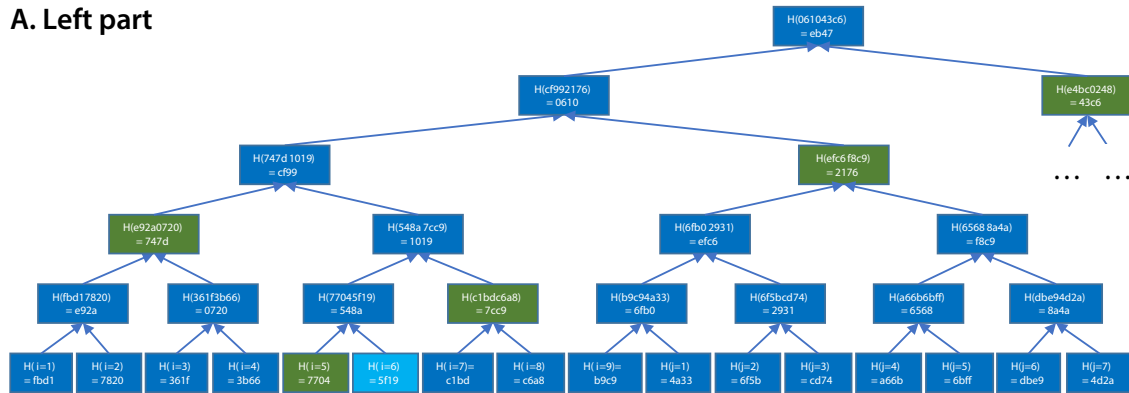 A. Left part
H(061043c6)
= eb47
H(cf992176)
= 0610
H(e4bc0248)
= 43c6
H(747d 1019)
= cf99
H(efc6 f8c9)
= 2176
... ...
H(e92a0720)
= 747d
H(548a 7cc9)
= 1019
H(6fb0 2931)
= efc6
H(6568 8a4a)
= f8c9
H(fbd17820)
= e92a
H(361f3b66)
= 0720
H(77045f19)
= 548a
H(c1bdc6a8)
= 7cc9
H(b9c94a33)
= 6fb0
H(6f5bcd74)
= 2931
H(a66b6bff)
= 6568
H(dbe94d2a)
= 8a4a
H( i=1)
= fbd1
H( i=2)
= 7820
H( i=3)
= 361f
H( i=4)
= 3b66
H( i=5)
= 7704
H( i=6)
= 5f19
H( i=7)=
c1bd
H( i=8)
= c6a8
H( i=9)=
b9c9
H(j=1)
= 4a33
H(j=2)
= 6f5b
H(j=3)
= cd74
H(j=4)
= a66b
H(j=5)
= 6bff
H(j=6)
= dbe9
H(j=7)
= 4d2a